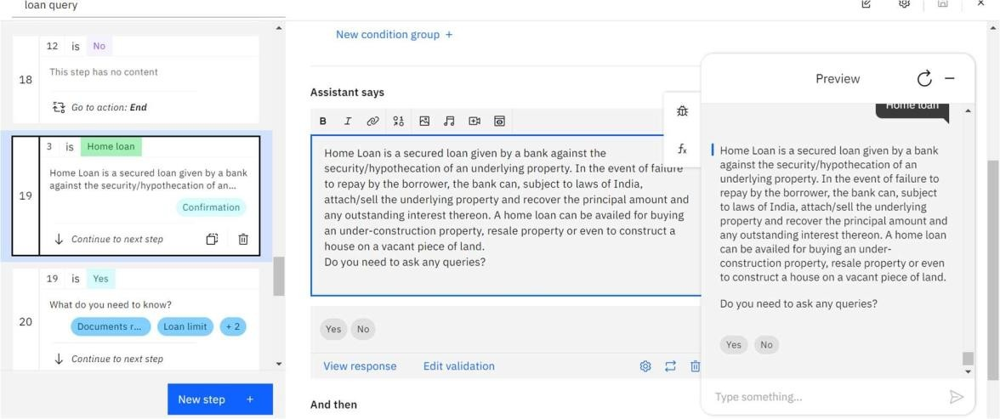 loan query
12 is No
18
This step has no content
Go to action: End
3 is Home loan
19
Home Loan is a secured loan given by a bank
against the security/hypothecation of an...
Confirmation
Continue to next step
19 is Yes
20
What do you need to know?
Documents r... Loan limit + 2
Continue to next step
New step +
New condition group +
Assistant says
B I
Home Loan is a secured loan given by a bank against the
security/hypothecation of an underlying property. In the event of failure
to repay by the borrower, the bank can, subject to laws of India,
attach/sell the underlying property and recover the principal amount and
any outstanding interest thereon. A home loan can be availed for buying
an under-construction property, resale property or even to construct a
house on a vacant piece of land.
Do you need to ask any queries?
Yes No
View response Edit validation
And then
fx
Preview
Home loan
Home Loan is a secured loan given by a bank
against the security/hypothecation of an
underlying property. In the event of failure to
repay by the borrower, the bank can, subject
to laws of India, attach/sell the underlying
property and recover the principal amount and
any outstanding interest thereon. A home loan
can be availed for buying an under-
construction property, resale property or even
to construct a house on a vacant piece of land.
Do you need to ask any queries?
Yes No
Type something...